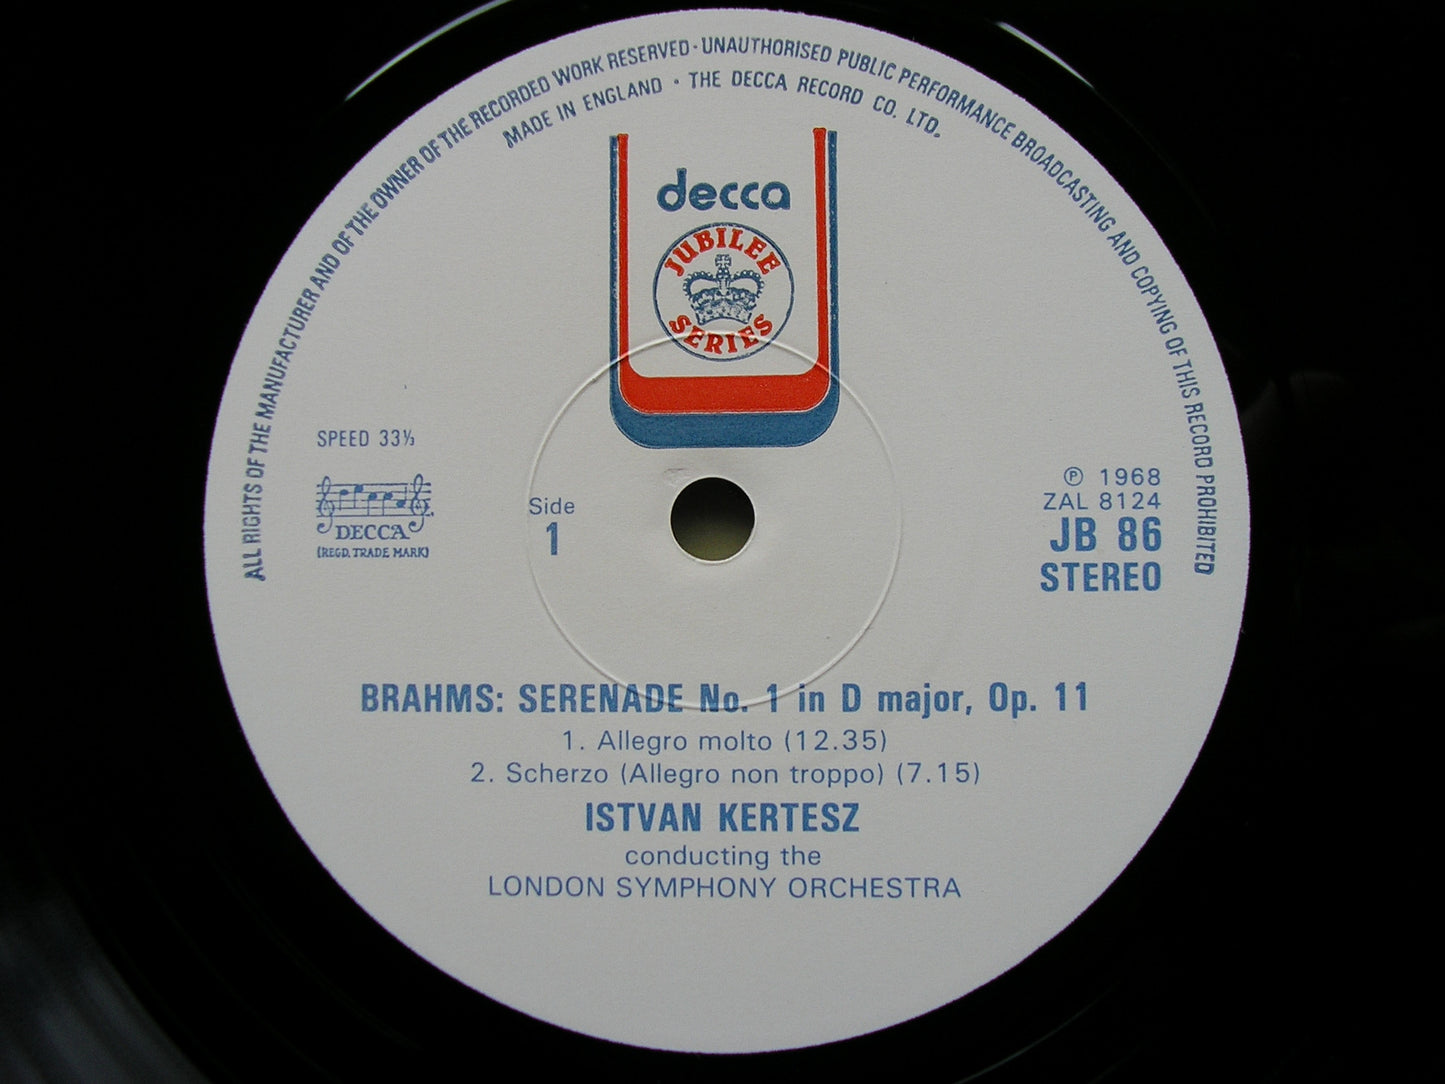 ALL RIGHTS OF THE MANUFACTURER AND OF THE OWNER OF THE RECORDED WORK RESERVED · UNAUTHORISED PUBLIC PERFORMANCE BROADCASTING AND COPYING OF THIS RECORD PROHIBITED
MADE IN ENGLAND · THE DECCA RECORD CO. LTD.
decca
JUBILEE
SERIES
SPEED 33⅓
DECCA
(REGD. TRADE MARK)
Side
1
℗ 1968
ZAL 8124
JB 86
STEREO
BRAHMS: SERENADE No. 1 in D major, Op. 11
1. Allegro molto (12.35)
2. Scherzo (Allegro non troppo) (7.15)
ISTVAN KERTESZ
conducting the
LONDON SYMPHONY ORCHESTRA